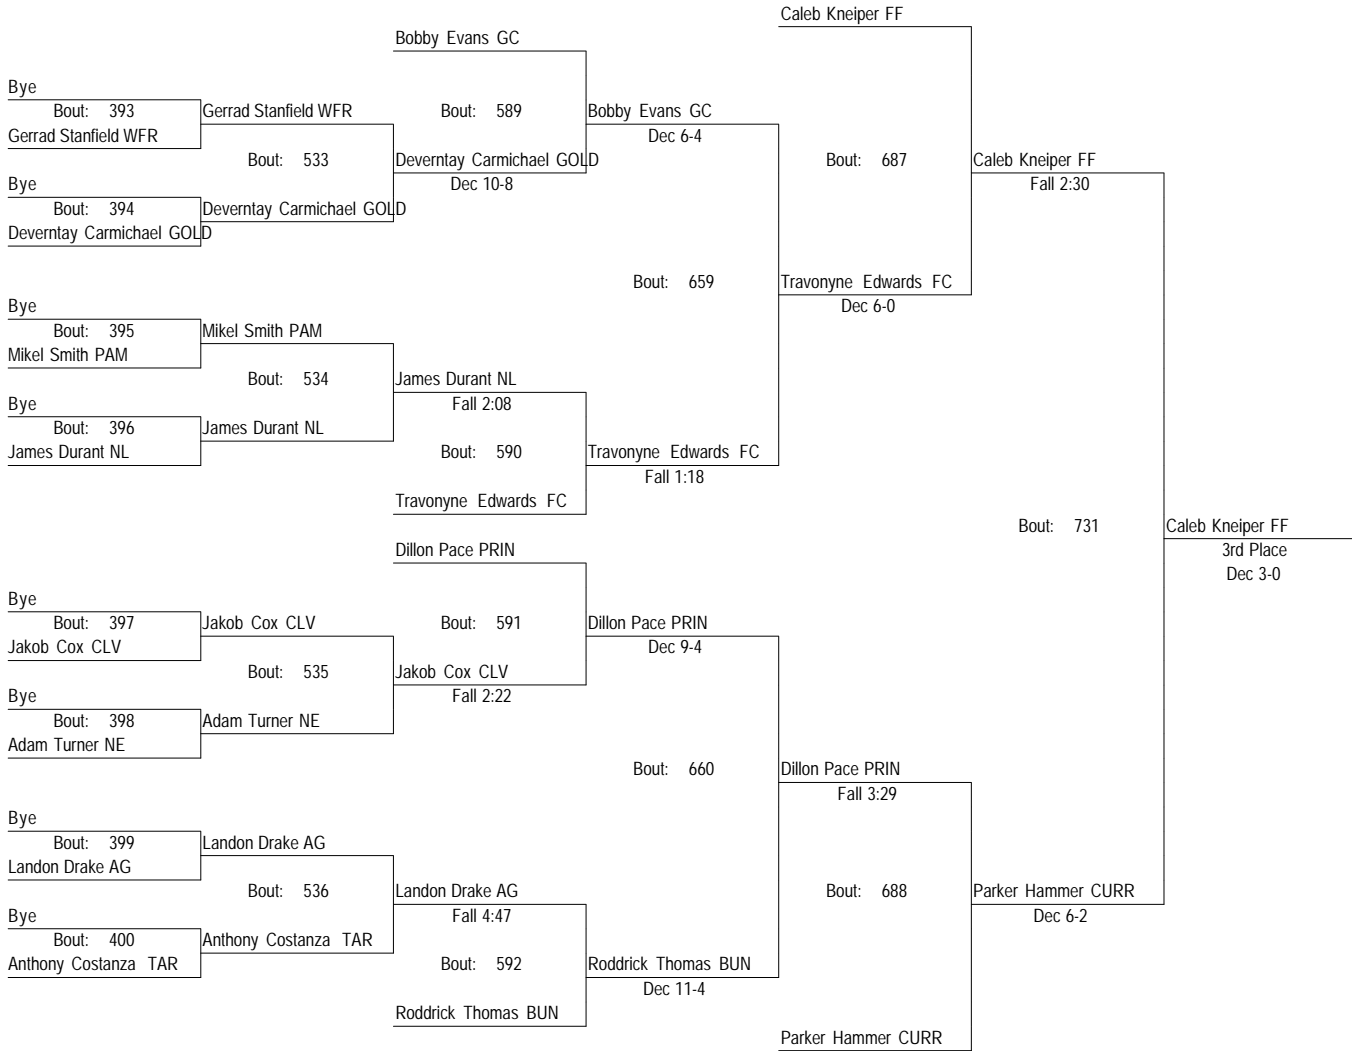 Caleb Kneiper FF
Bobby Evans GC
Bye
Bout: 393 Gerrad Stanfield WFR Bout: 589 Bobby Evans GC
Gerrad Stanfield WFR Dec 6-4
Bout: 533 Deverntay Carmichael GOLD Bout: 687 Caleb Kneiper FF
Bye Dec 10-8 Fall 2:30
Bout: 394 Deverntay Carmichael GOLD
Deverntay Carmichael GOLD
Bout: 659 Travonyne Edwards FC
Bye Dec 6-0
Bout: 395 Mikel Smith PAM
Mikel Smith PAM
Bout: 534 James Durant NL
Bye Fall 2:08
Bout: 396 James Durant NL
James Durant NL Bout: 590 Travonyne Edwards FC
Fall 1:18
Travonyne Edwards FC
Bout: 731 Caleb Kneiper FF
Dillon Pace PRIN 3rd Place
Dec 3-0
Bye
Bout: 397 Jakob Cox CLV Bout: 591 Dillon Pace PRIN
Jakob Cox CLV Dec 9-4
Bout: 535 Jakob Cox CLV
Bye Fall 2:22
Bout: 398 Adam Turner NE
Adam Turner NE
Bout: 660 Dillon Pace PRIN
Fall 3:29
Bye
Bout: 399 Landon Drake AG
Landon Drake AG
Bout: 536 Landon Drake AG Bout: 688 Parker Hammer CURR
Bye Fall 4:47 Dec 6-2
Bout: 400 Anthony Costanza TAR
Anthony Costanza TAR Bout: 592 Roddrick Thomas BUN
Dec 11-4
Roddrick Thomas BUN
Parker Hammer CURR